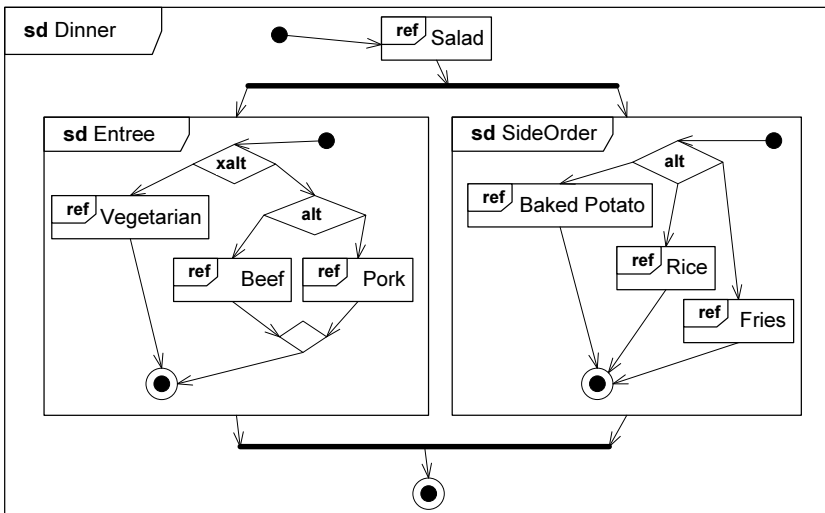 sd Dinner
ref Salad
sd Entree
xalt
ref Vegetarian
alt
ref Beef
ref Pork
sd SideOrder
alt
ref Baked Potato
ref Rice
ref Fries